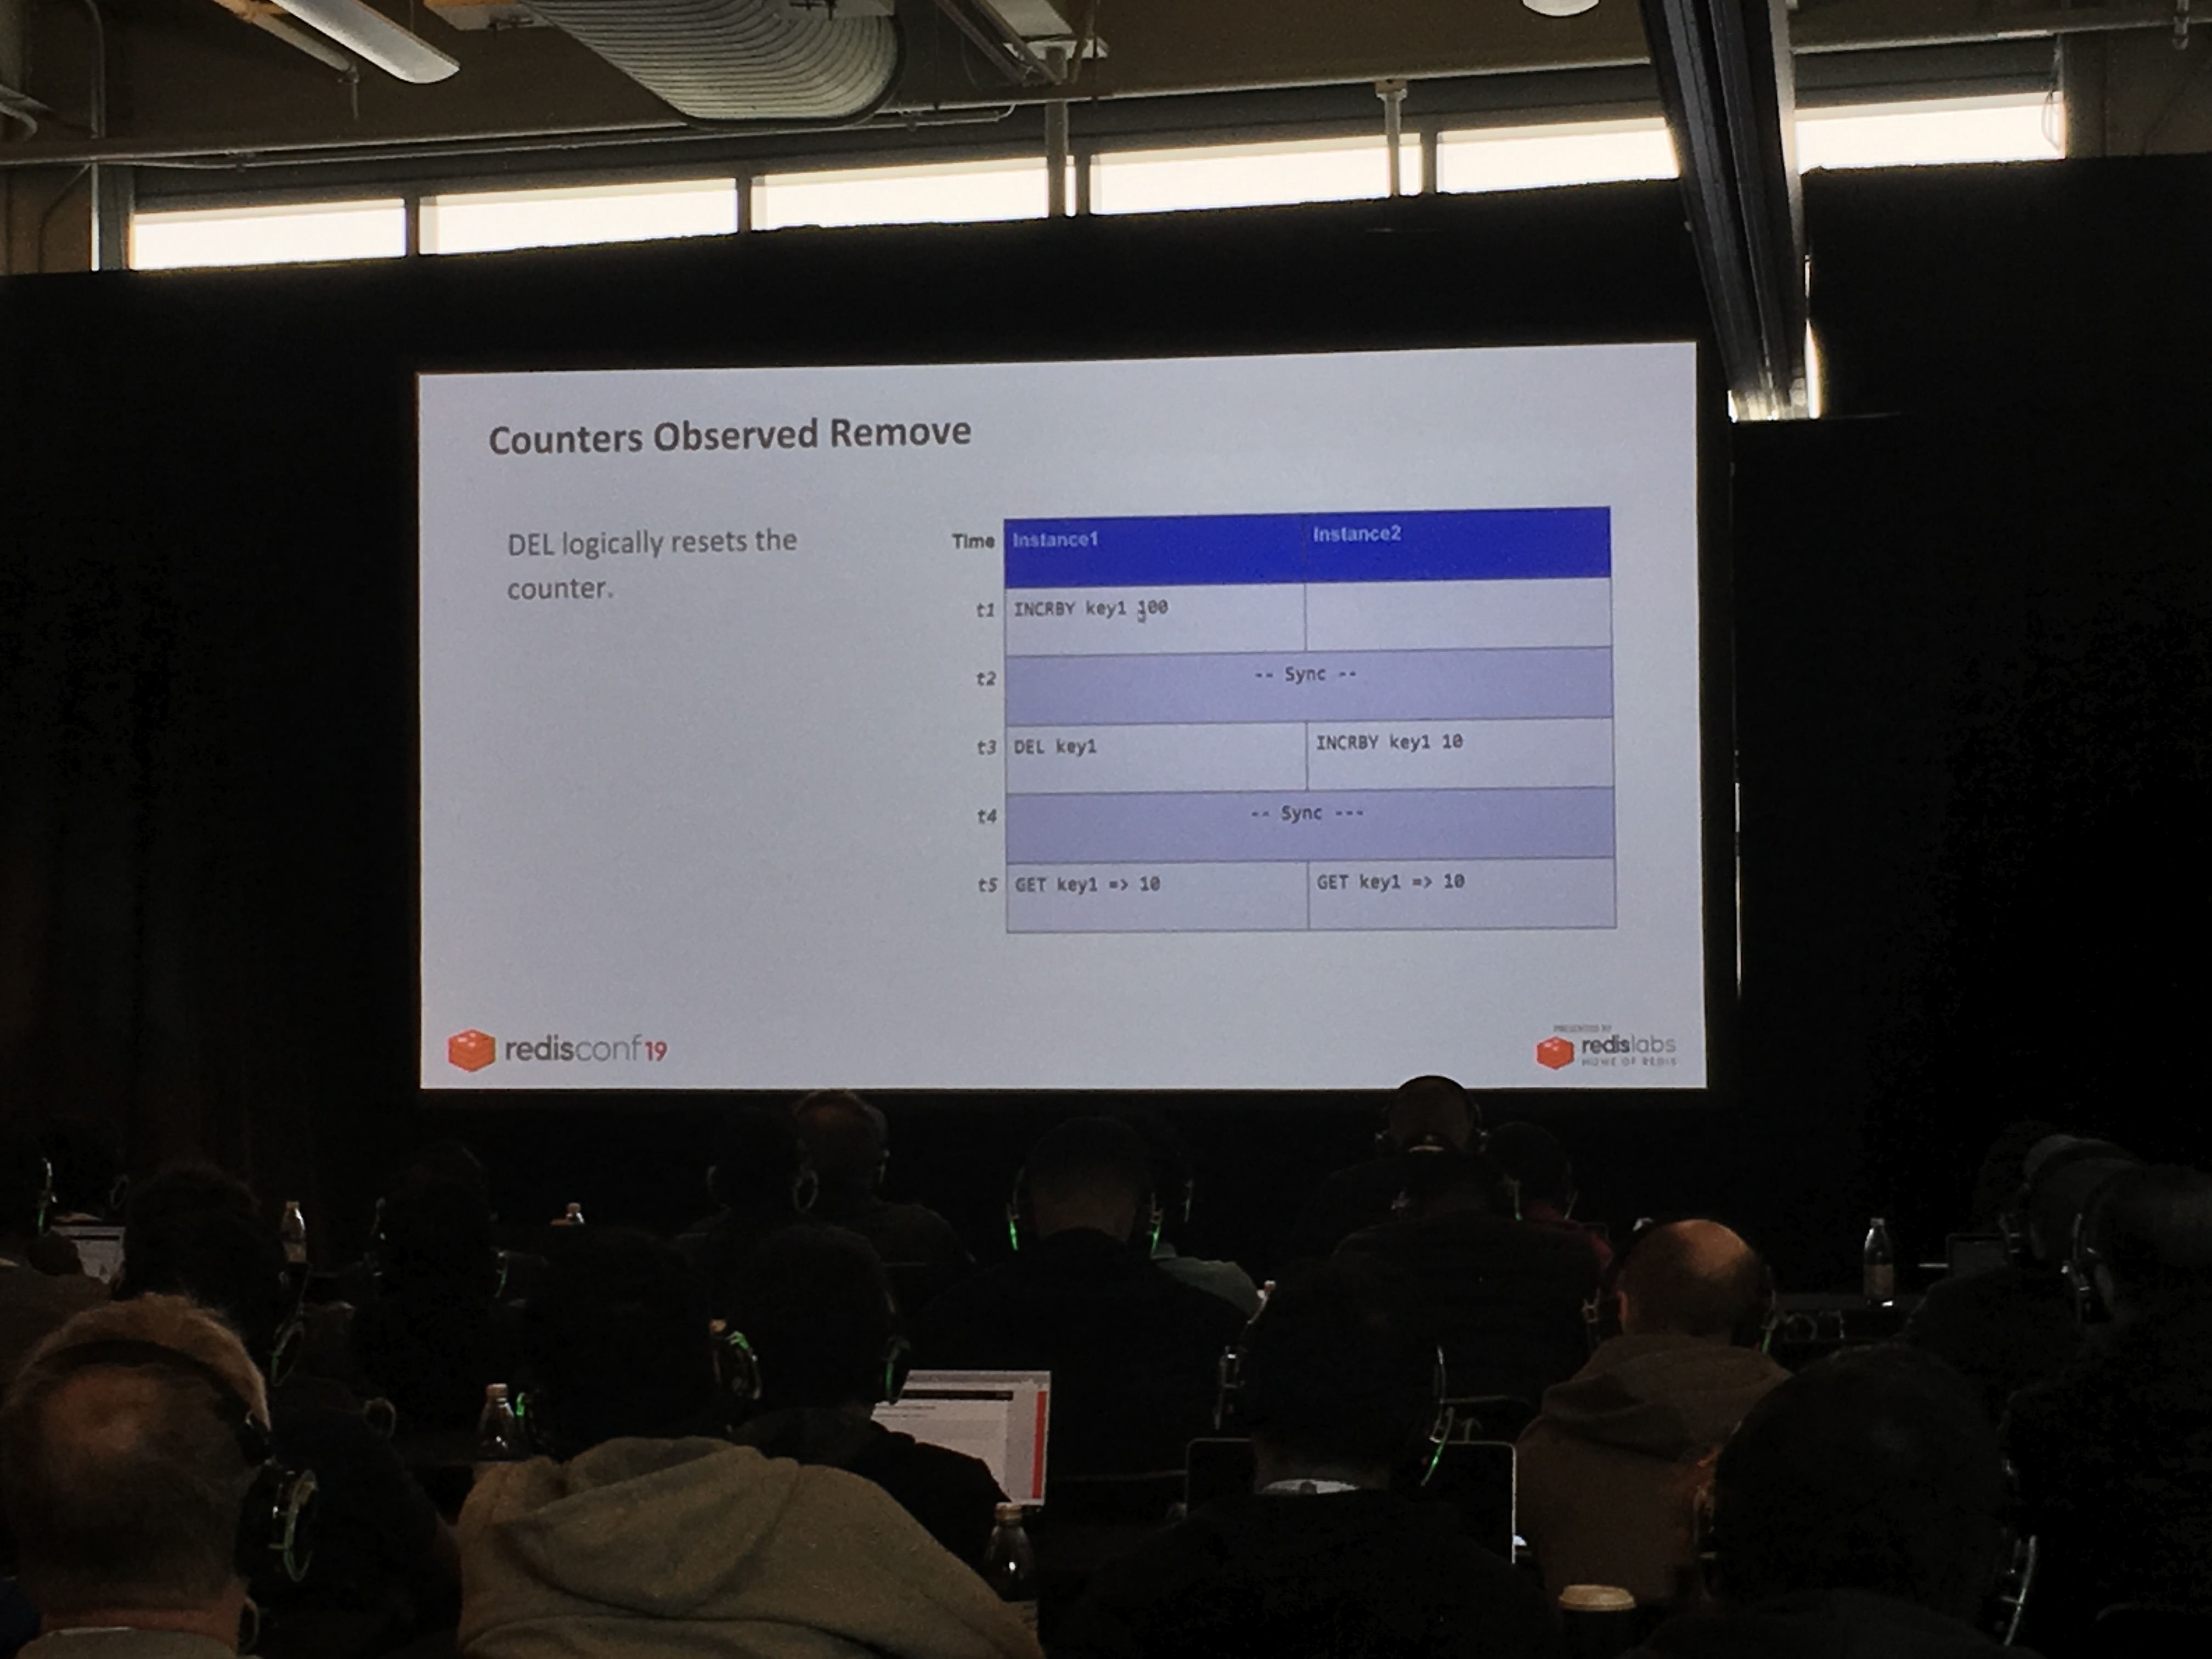 Counters Observed Remove
DEL logically resets the
counter.
Time Instance1 Instance2
t1 INCRBY key1 100
t2 -- Sync --
t3 DEL key1 INCRBY key1 10
t4 -- Sync ---
t5 GET key1 => 10 GET key1 => 10
redisconf19
PRESENTED BY
redislabs
HOME OF REDIS